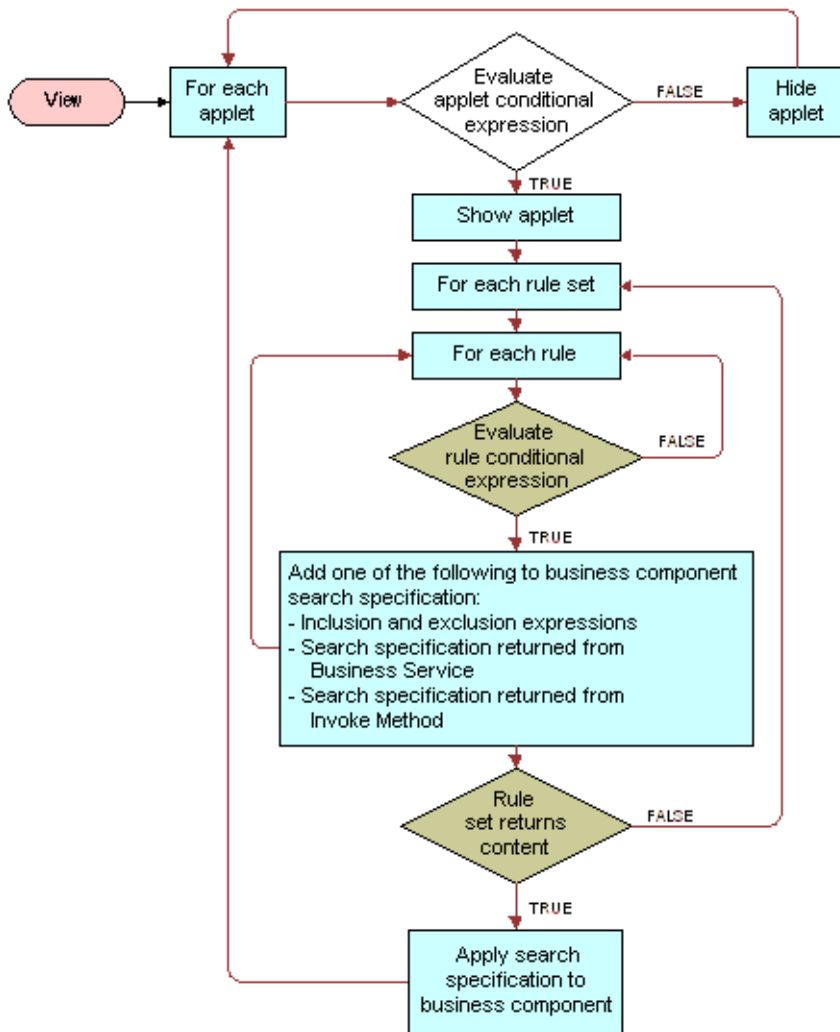 View
For each
applet
Evaluate
applet conditional
expression
FALSE
Hide
applet
TRUE
Show applet
For each rule set
For each rule
Evaluate
rule conditional
expression
FALSE
TRUE
Add one of the following to business component
search specification:
- Inclusion and exclusion expressions
- Search specification returned from
Business Service
- Search specification returned from
Invoke Method
Rule
set returns
content
FALSE
TRUE
Apply search
specification to
business component